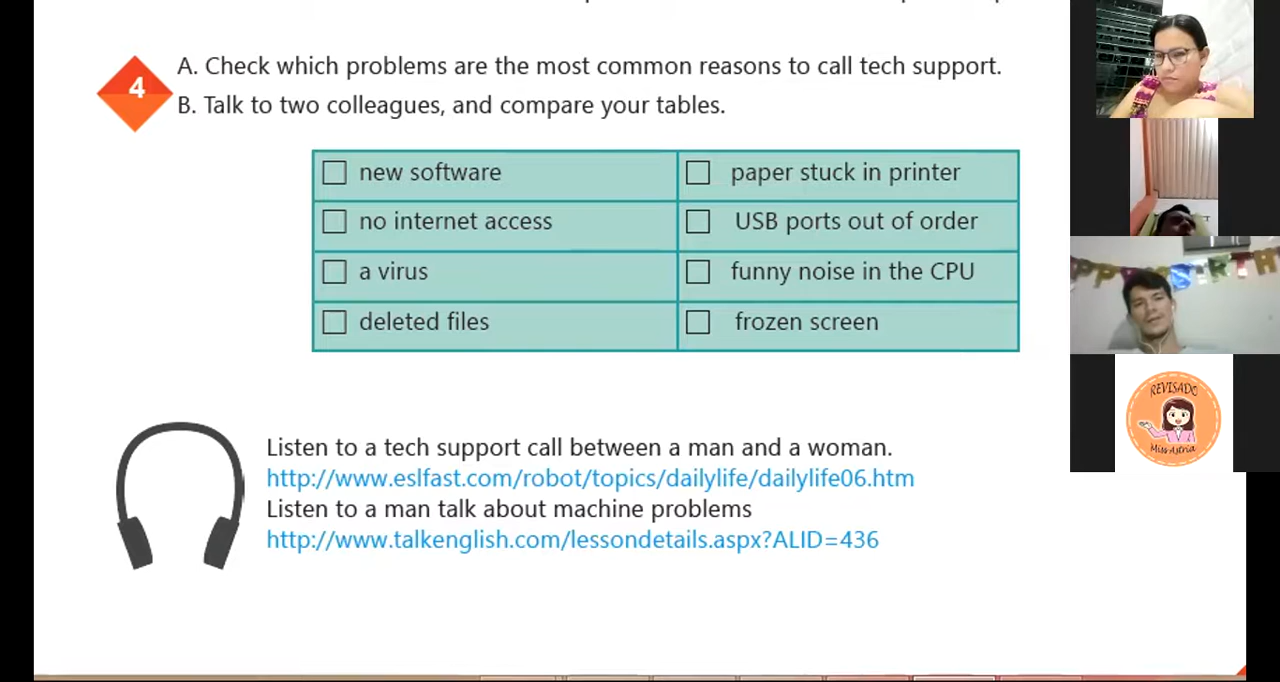 4
A. Check which problems are the most common reasons to call tech support.
B. Talk to two colleagues, and compare your tables.
new software
paper stuck in printer
no internet access
USB ports out of order
a virus
funny noise in the CPU
deleted files
frozen screen
Listen to a tech support call between a man and a woman.
http://www.eslfast.com/robot/topics/dailylife/dailylife06.htm
Listen to a man talk about machine problems
http://www.talkenglish.com/lessondetails.aspx?ALID=436
REVISADO
Miss Astria